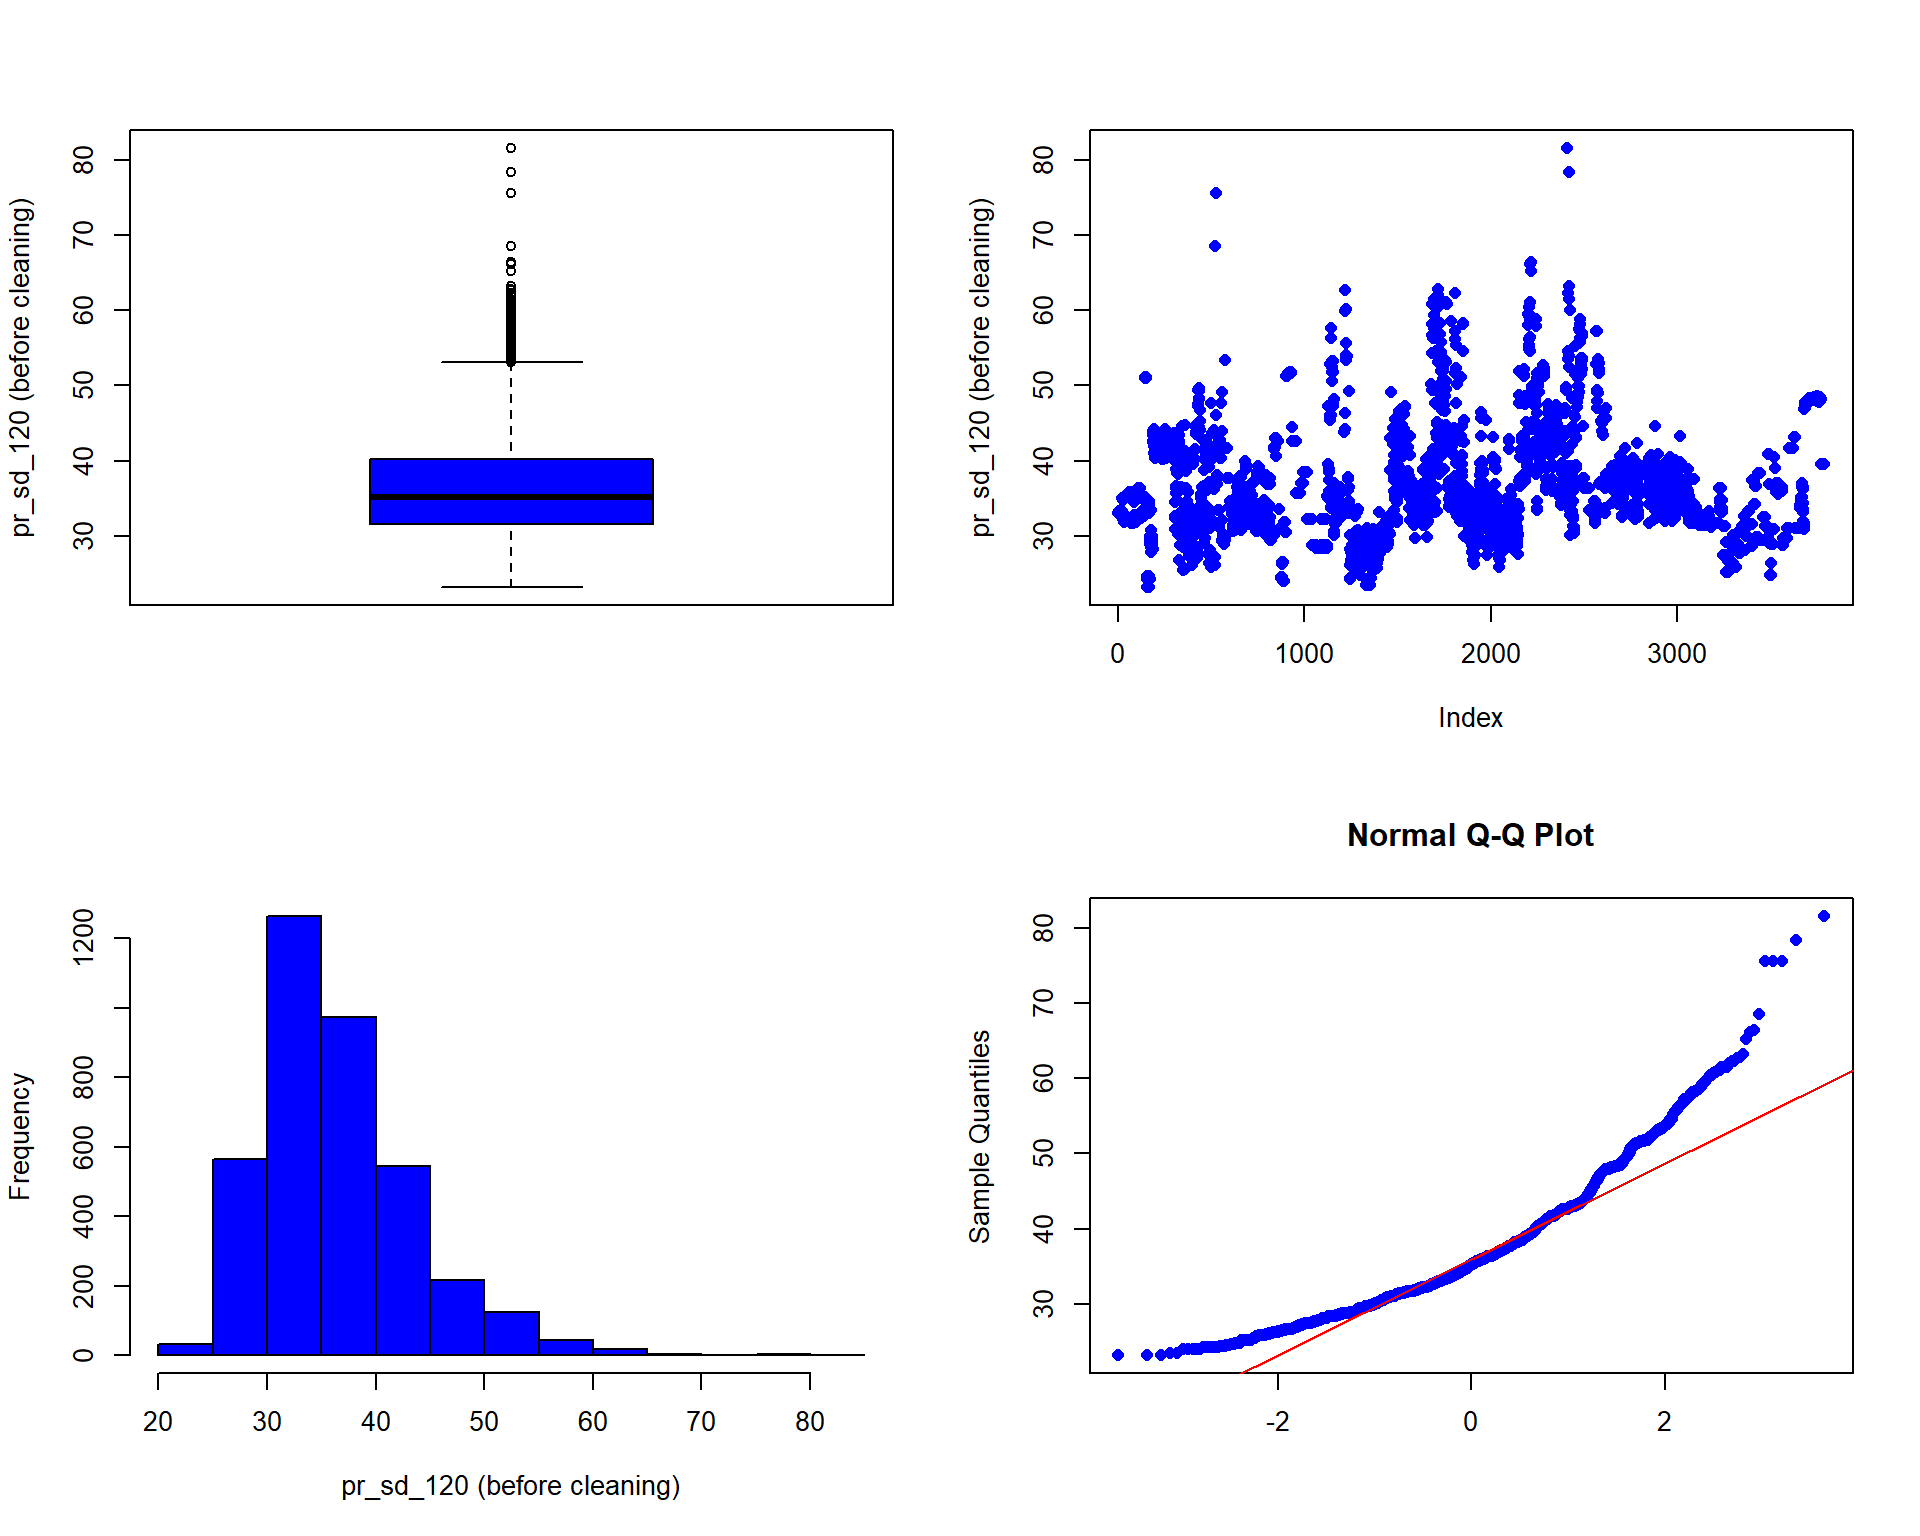 pr_sd_120 (before cleaning)
80
70
60
50
40
30
pr_sd_120 (before cleaning)
80
70
60
50
40
30
0 1000 2000 3000
Index
Frequency
1200
800
600
400
200
0
20 30 40 50 60 70 80
pr_sd_120 (before cleaning)
Normal Q-Q Plot
Sample Quantiles
80
70
60
50
40
30
-2 0 2